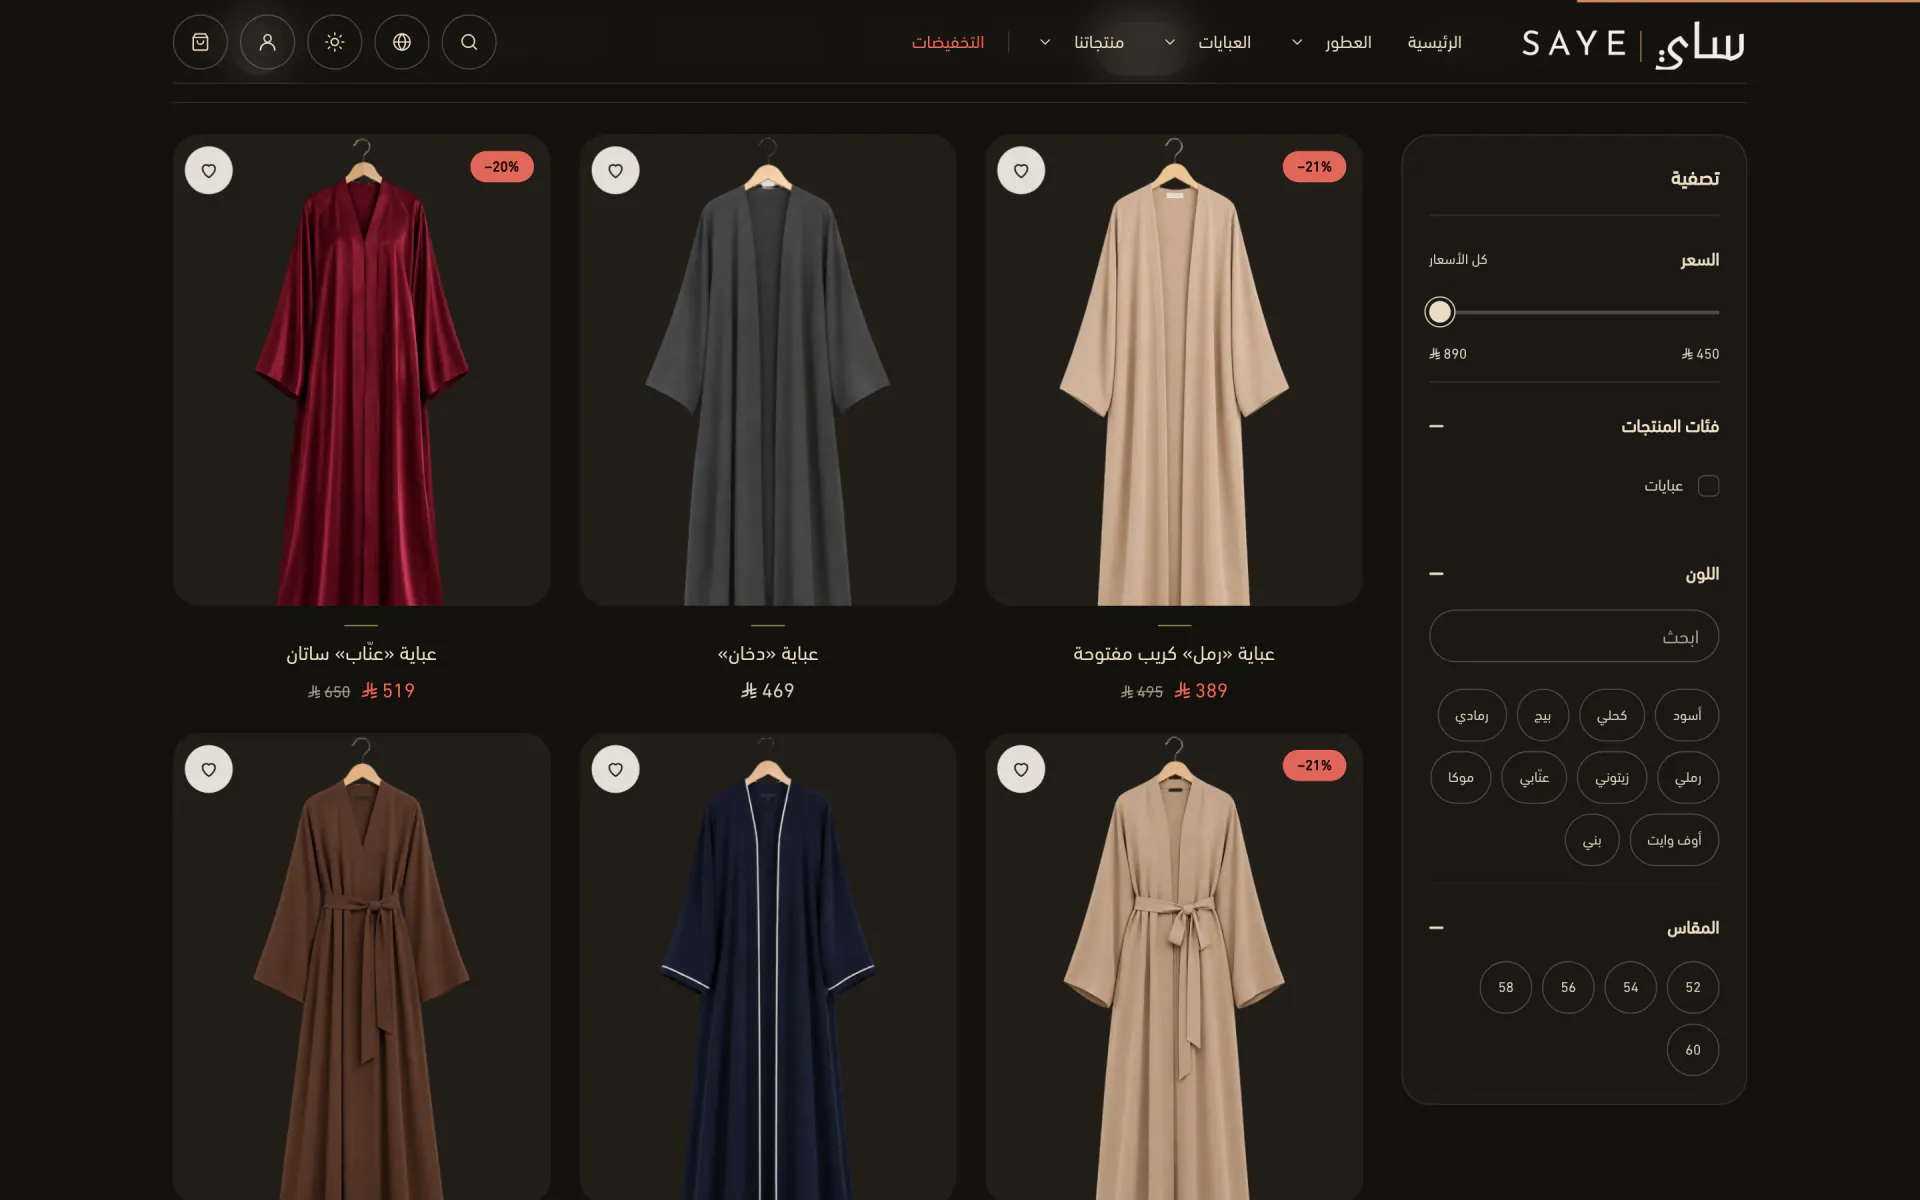 ساي | SAYE
الرئيسية
العطور
العبايات
منتجاتنا
التخفيضات
تصفية
السعر
كل الأسعار
450
890
فئات المنتجات
عبايات
اللون
ابحث
أسود
كحلي
بيج
رمادي
رملي
زيتوني
عنّابي
موكا
أوف وايت
بني
المقاس
52
54
56
58
60
−21%
عباية «رمل» كريب مفتوحة
389 495
عباية «دخان»
469
−20%
عباية «عنّاب» ساتان
519 650
−21%